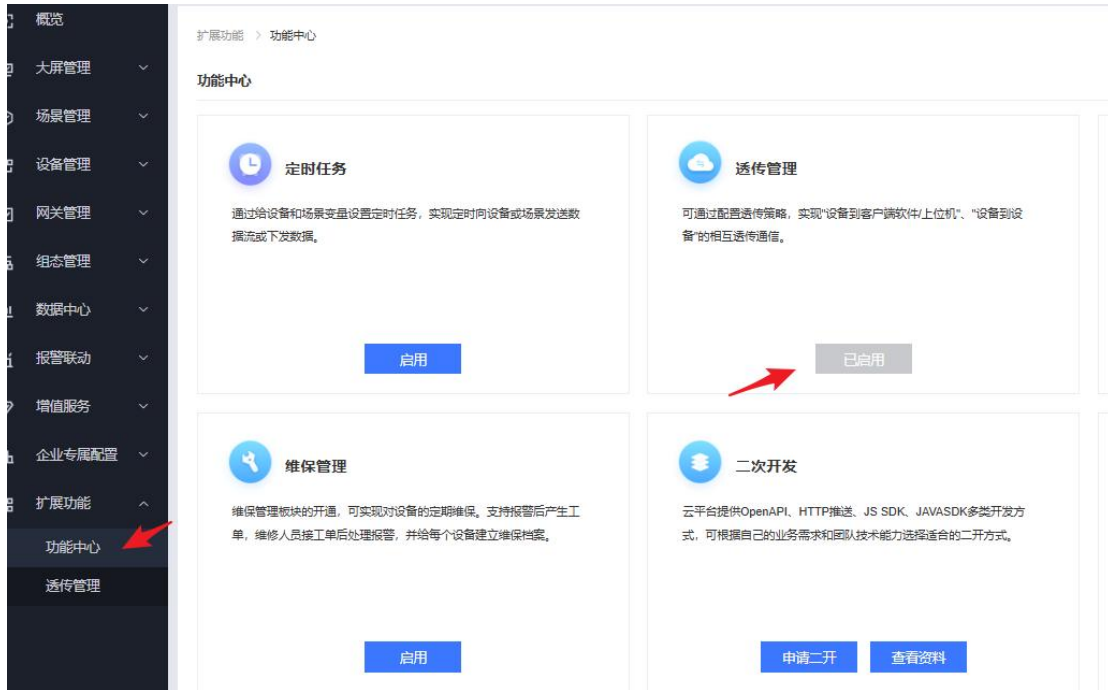 概览
大屏管理
场景管理
设备管理
网关管理
组态管理
数据中心
报警联动
增值服务
企业专属配置
扩展功能
功能中心
透传管理
扩展功能 > 功能中心
功能中心
定时任务
通过给设备和场景变量设置定时任务，实现定时向设备或场景发送数
据流或下发数据。
启用
透传管理
可通过配置透传策略，实现"设备到客户端软件/上位机"、"设备到设
备"的相互透传通信。
已启用
维保管理
维保管理板块的开通，可实现对设备的定期维保。支持报警后产生工
单，维修人员接工单后处理报警，并给每个设备建立维保档案。
启用
二次开发
云平台提供OpenAPI、HTTP推送、JS SDK、JAVASDK多类开发方
式，可根据自己的业务需求和团队技术能力选择适合的二开方式。
申请二开
查看资料